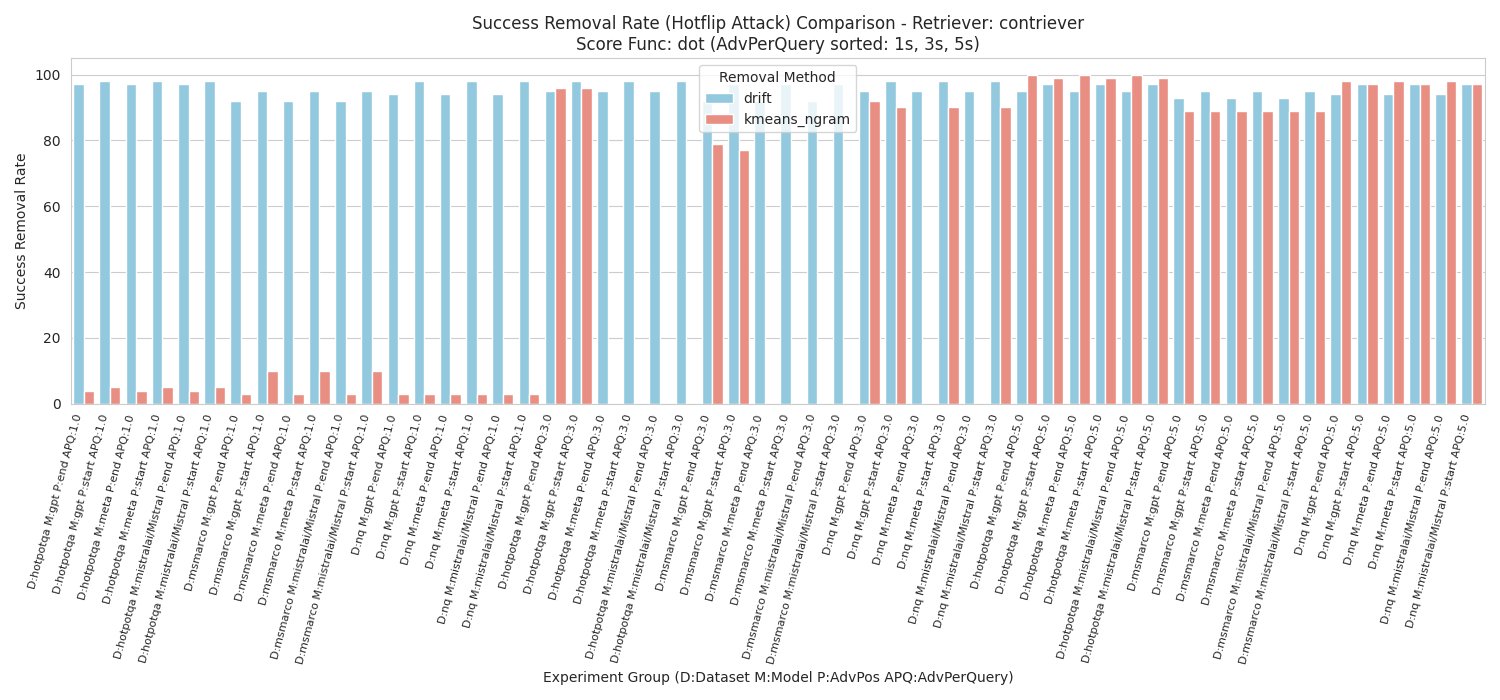 Success Removal Rate (Hotflip Attack) Comparison - Retriever: contriever
Score Func: dot (AdvPerQuery sorted: 1s, 3s, 5s)
Removal Method
drift
kmeans_ngram
Success Removal Rate
100
80
60
40
20
0
D:hotpotqa M:gpt P:end APQ:1.0
D:hotpotqa M:gpt P:start APQ:1.0
D:hotpotqa M:meta P:end APQ:1.0
D:hotpotqa M:meta P:start APQ:1.0
D:hotpotqa M:mistralai/Mistral P:end APQ:1.0
D:hotpotqa M:mistralai/Mistral P:start APQ:1.0
D:msmarco M:gpt P:end APQ:1.0
D:msmarco M:gpt P:start APQ:1.0
D:msmarco M:meta P:end APQ:1.0
D:msmarco M:meta P:start APQ:1.0
D:msmarco M:mistralai/Mistral P:end APQ:1.0
D:msmarco M:mistralai/Mistral P:start APQ:1.0
D:nq M:gpt P:end APQ:1.0
D:nq M:gpt P:start APQ:1.0
D:nq M:meta P:end APQ:1.0
D:nq M:meta P:start APQ:1.0
D:nq M:mistralai/Mistral P:end APQ:1.0
D:nq M:mistralai/Mistral P:start APQ:1.0
D:hotpotqa M:gpt P:end APQ:3.0
D:hotpotqa M:gpt P:start APQ:3.0
D:hotpotqa M:meta P:end APQ:3.0
D:hotpotqa M:meta P:start APQ:3.0
D:hotpotqa M:mistralai/Mistral P:end APQ:3.0
D:hotpotqa M:mistralai/Mistral P:start APQ:3.0
D:msmarco M:gpt P:end APQ:3.0
D:msmarco M:gpt P:start APQ:3.0
D:msmarco M:meta P:end APQ:3.0
D:msmarco M:meta P:start APQ:3.0
D:msmarco M:mistralai/Mistral P:end APQ:3.0
D:msmarco M:mistralai/Mistral P:start APQ:3.0
D:nq M:gpt P:end APQ:3.0
D:nq M:gpt P:start APQ:3.0
D:nq M:meta P:end APQ:3.0
D:nq M:meta P:start APQ:3.0
D:nq M:mistralai/Mistral P:end APQ:3.0
D:nq M:mistralai/Mistral P:start APQ:3.0
D:hotpotqa M:gpt P:end APQ:5.0
D:hotpotqa M:gpt P:start APQ:5.0
D:hotpotqa M:meta P:end APQ:5.0
D:hotpotqa M:meta P:start APQ:5.0
D:hotpotqa M:mistralai/Mistral P:end APQ:5.0
D:hotpotqa M:mistralai/Mistral P:start APQ:5.0
D:msmarco M:gpt P:end APQ:5.0
D:msmarco M:gpt P:start APQ:5.0
D:msmarco M:meta P:end APQ:5.0
D:msmarco M:meta P:start APQ:5.0
D:msmarco M:mistralai/Mistral P:end APQ:5.0
D:msmarco M:mistralai/Mistral P:start APQ:5.0
D:nq M:gpt P:end APQ:5.0
D:nq M:gpt P:start APQ:5.0
D:nq M:meta P:end APQ:5.0
D:nq M:meta P:start APQ:5.0
D:nq M:mistralai/Mistral P:end APQ:5.0
D:nq M:mistralai/Mistral P:start APQ:5.0
Experiment Group (D:Dataset M:Model P:AdvPos APQ:AdvPerQuery)